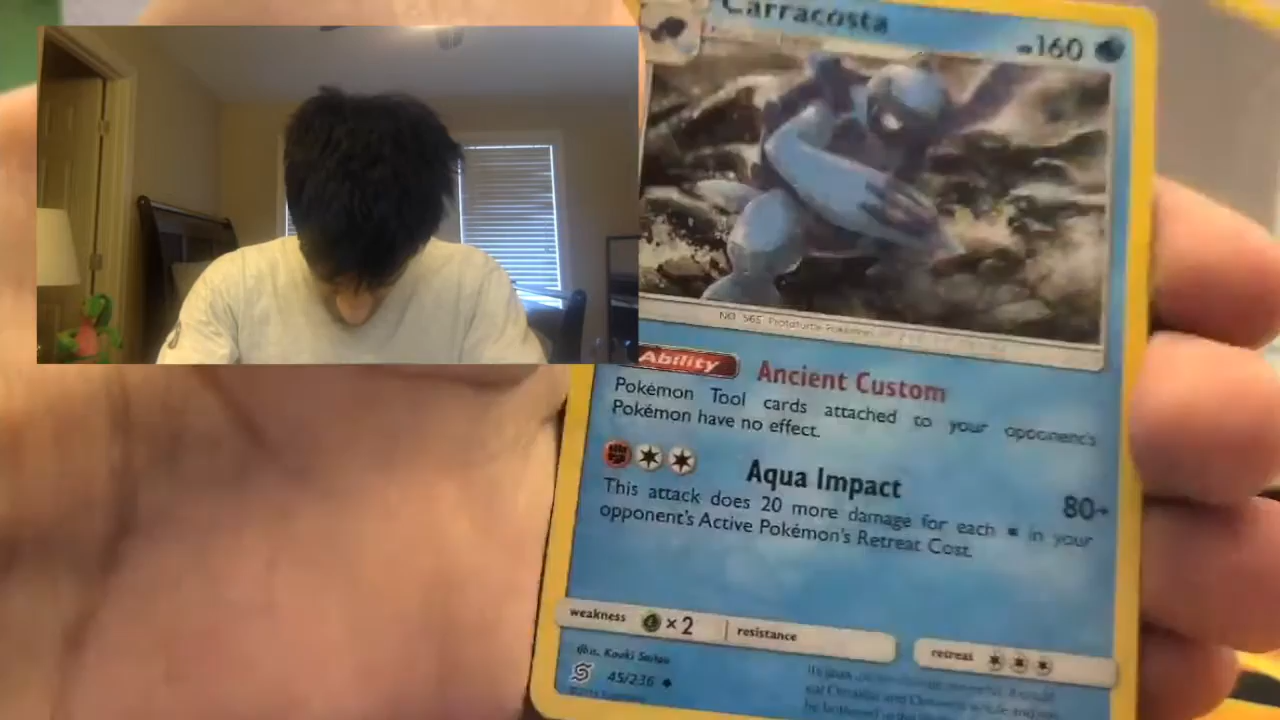 Carracosta
160
NO. 565 Prototurtle Pokémon
Ability Ancient Custom
Pokémon Tool cards attached to your opponent's
Pokémon have no effect.
Aqua Impact 80+
This attack does 20 more damage for each in your
opponent's Active Pokémon's Retreat Cost.
weakness ×2 resistance
retreat
illus. Kouki Saitou
45/236